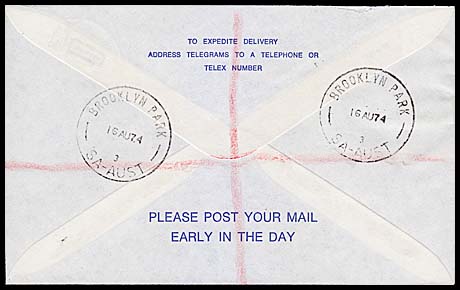 TO EXPEDITE DELIVERY
ADDRESS TELEGRAMS TO A TELEPHONE OR
TELEX NUMBER
BROOKLYN PARK
16AU74
3
SA-AUST
BROOKLYN PARK
16AU74
3
SA-AUST
PLEASE POST YOUR MAIL
EARLY IN THE DAY